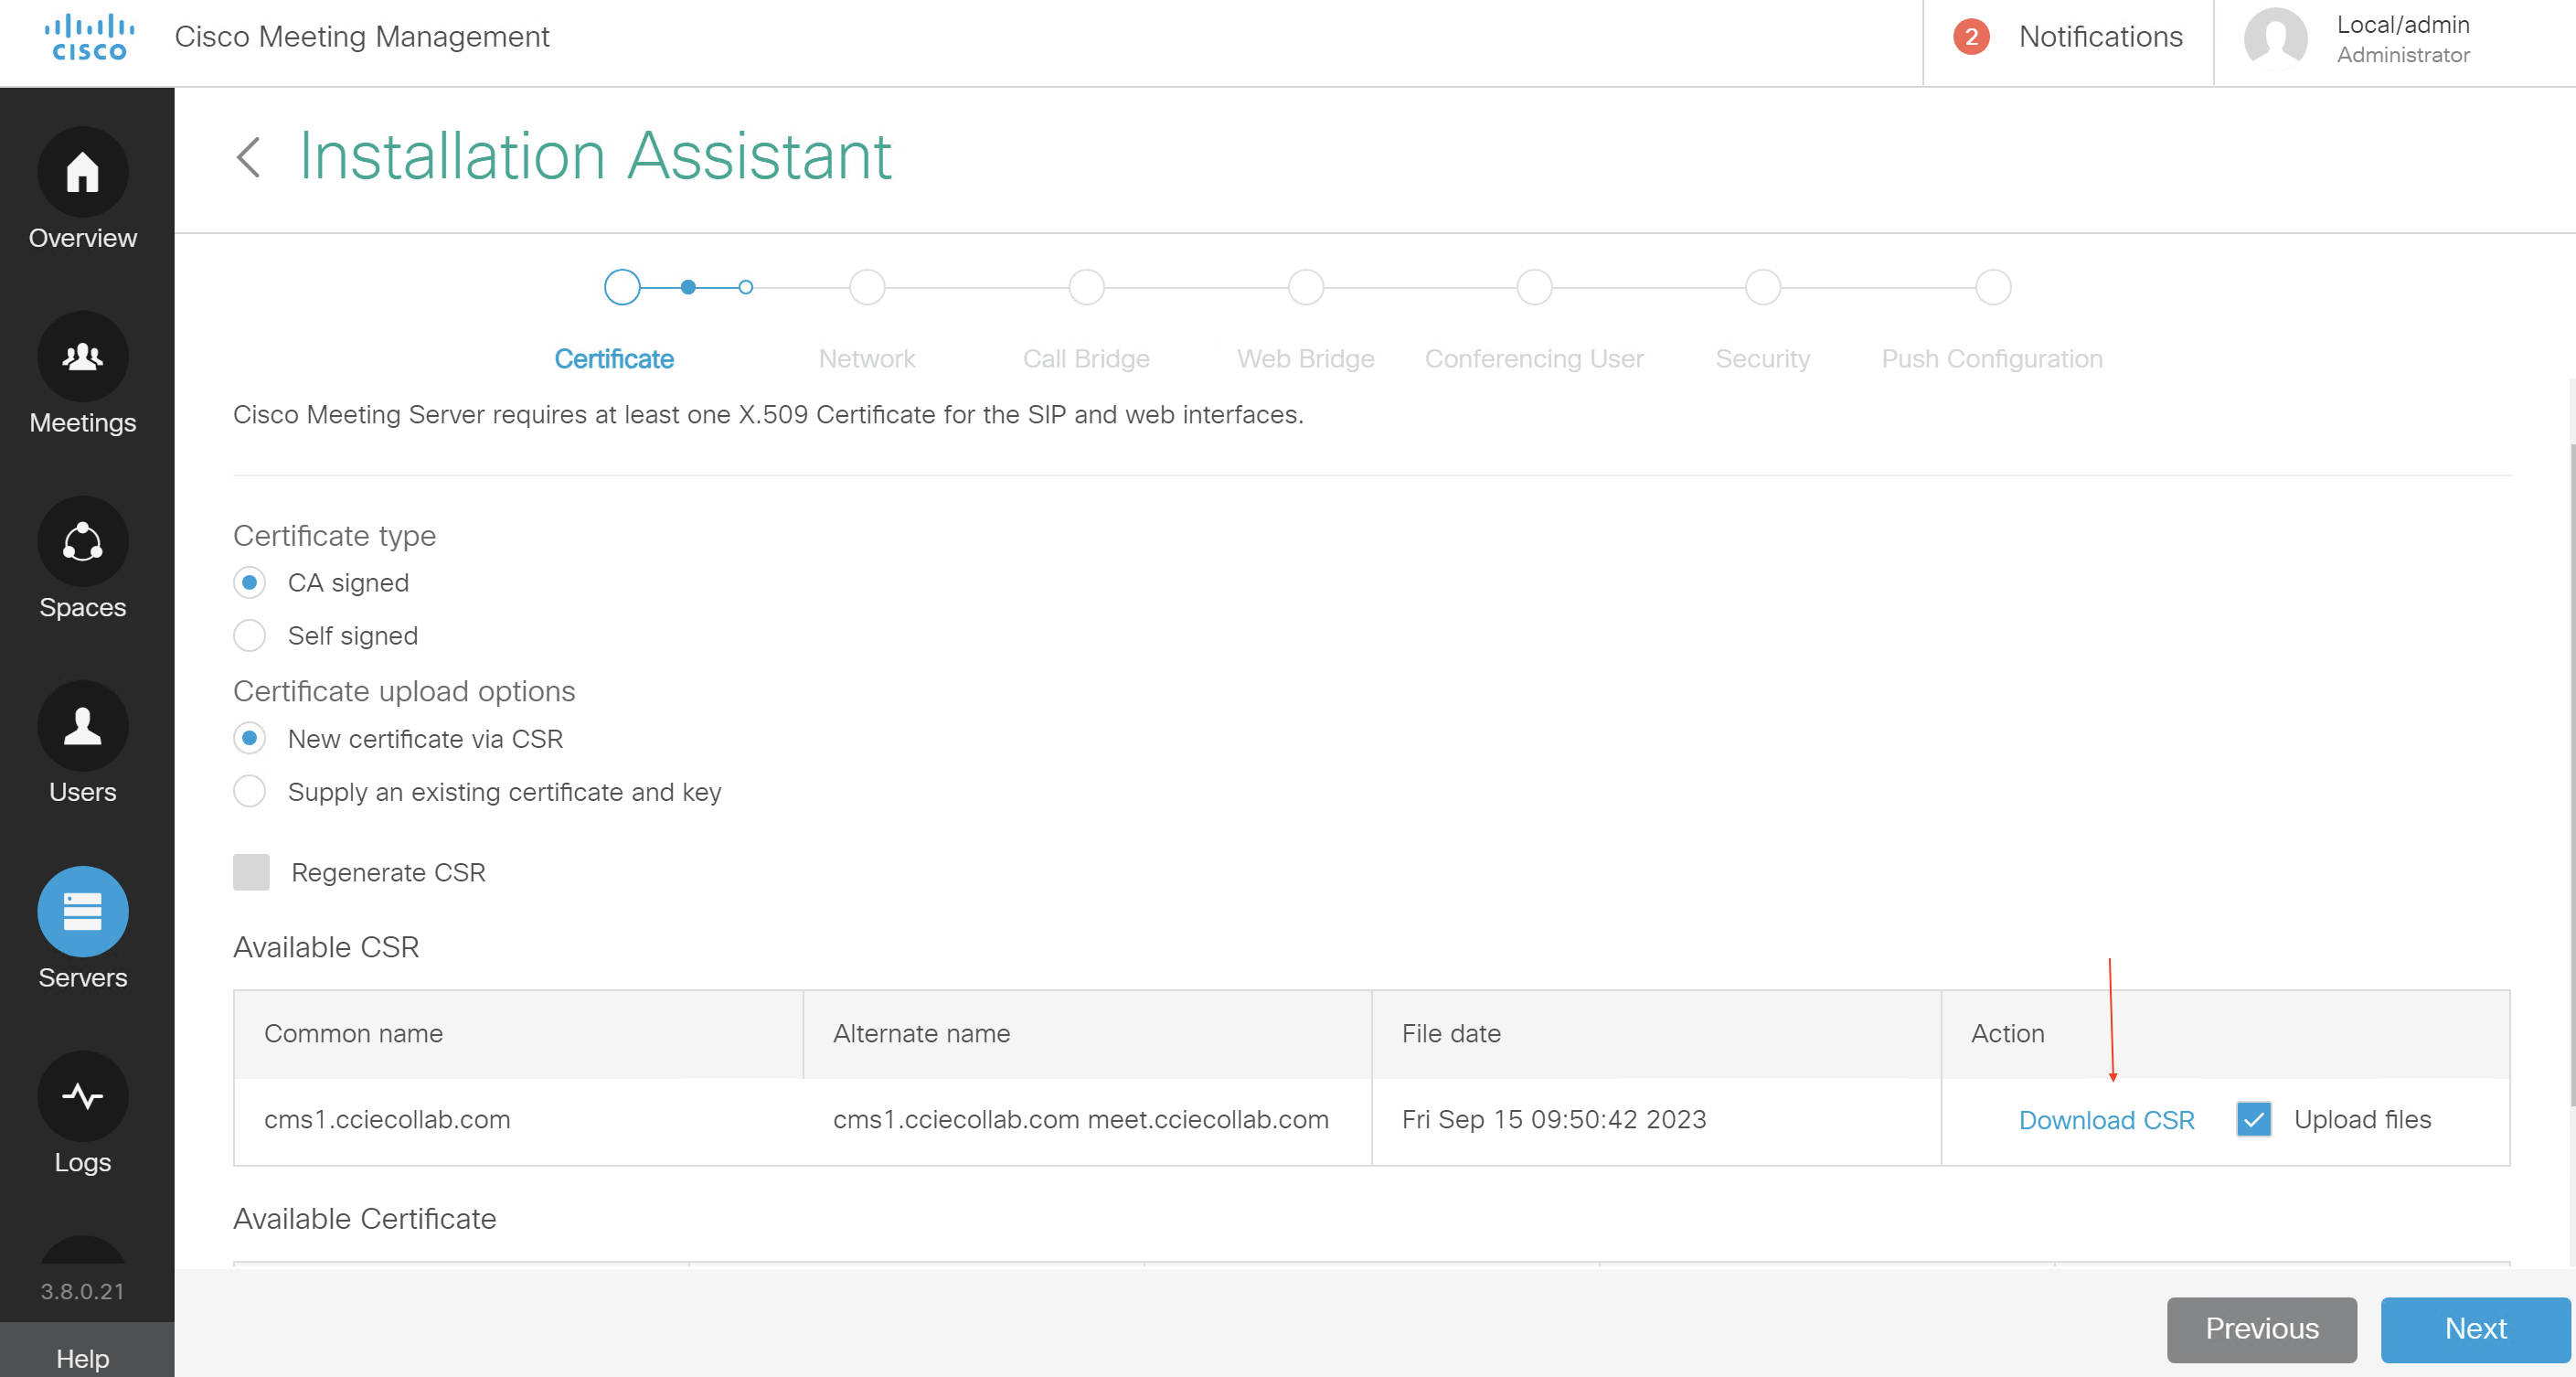 CISCO
Cisco Meeting Management
2
Notifications
Local/admin
Administrator
Overview
Meetings
Spaces
Users
Servers
Logs
3.8.0.21
Help
Installation Assistant
Certificate
Network
Call Bridge
Web Bridge
Conferencing User
Security
Push Configuration
Cisco Meeting Server requires at least one X.509 Certificate for the SIP and web interfaces.
Certificate type
CA signed
Self signed
Certificate upload options
New certificate via CSR
Supply an existing certificate and key
Regenerate CSR
Available CSR
Common name Alternate name File date Action
cms1.cciecollab.com cms1.cciecollab.com meet.cciecollab.com Fri Sep 15 09:50:42 2023 Download CSR Upload files
Available Certificate
Previous Next